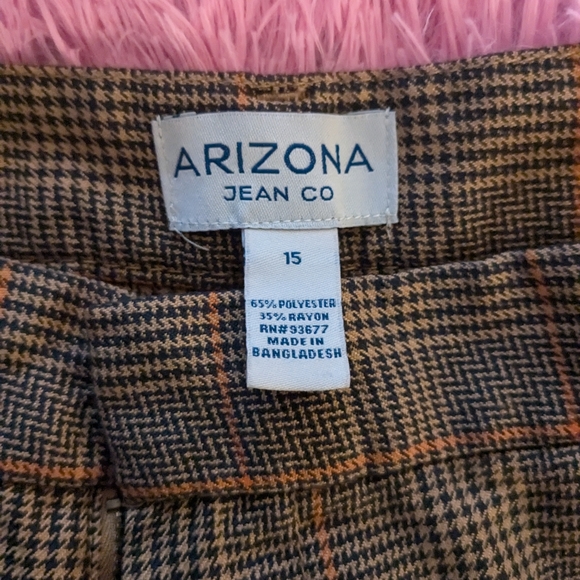 ARIZONA
JEAN CO
15
65% POLYESTER
35% RAYON
RN#93677
MADE IN
BANGLADESH